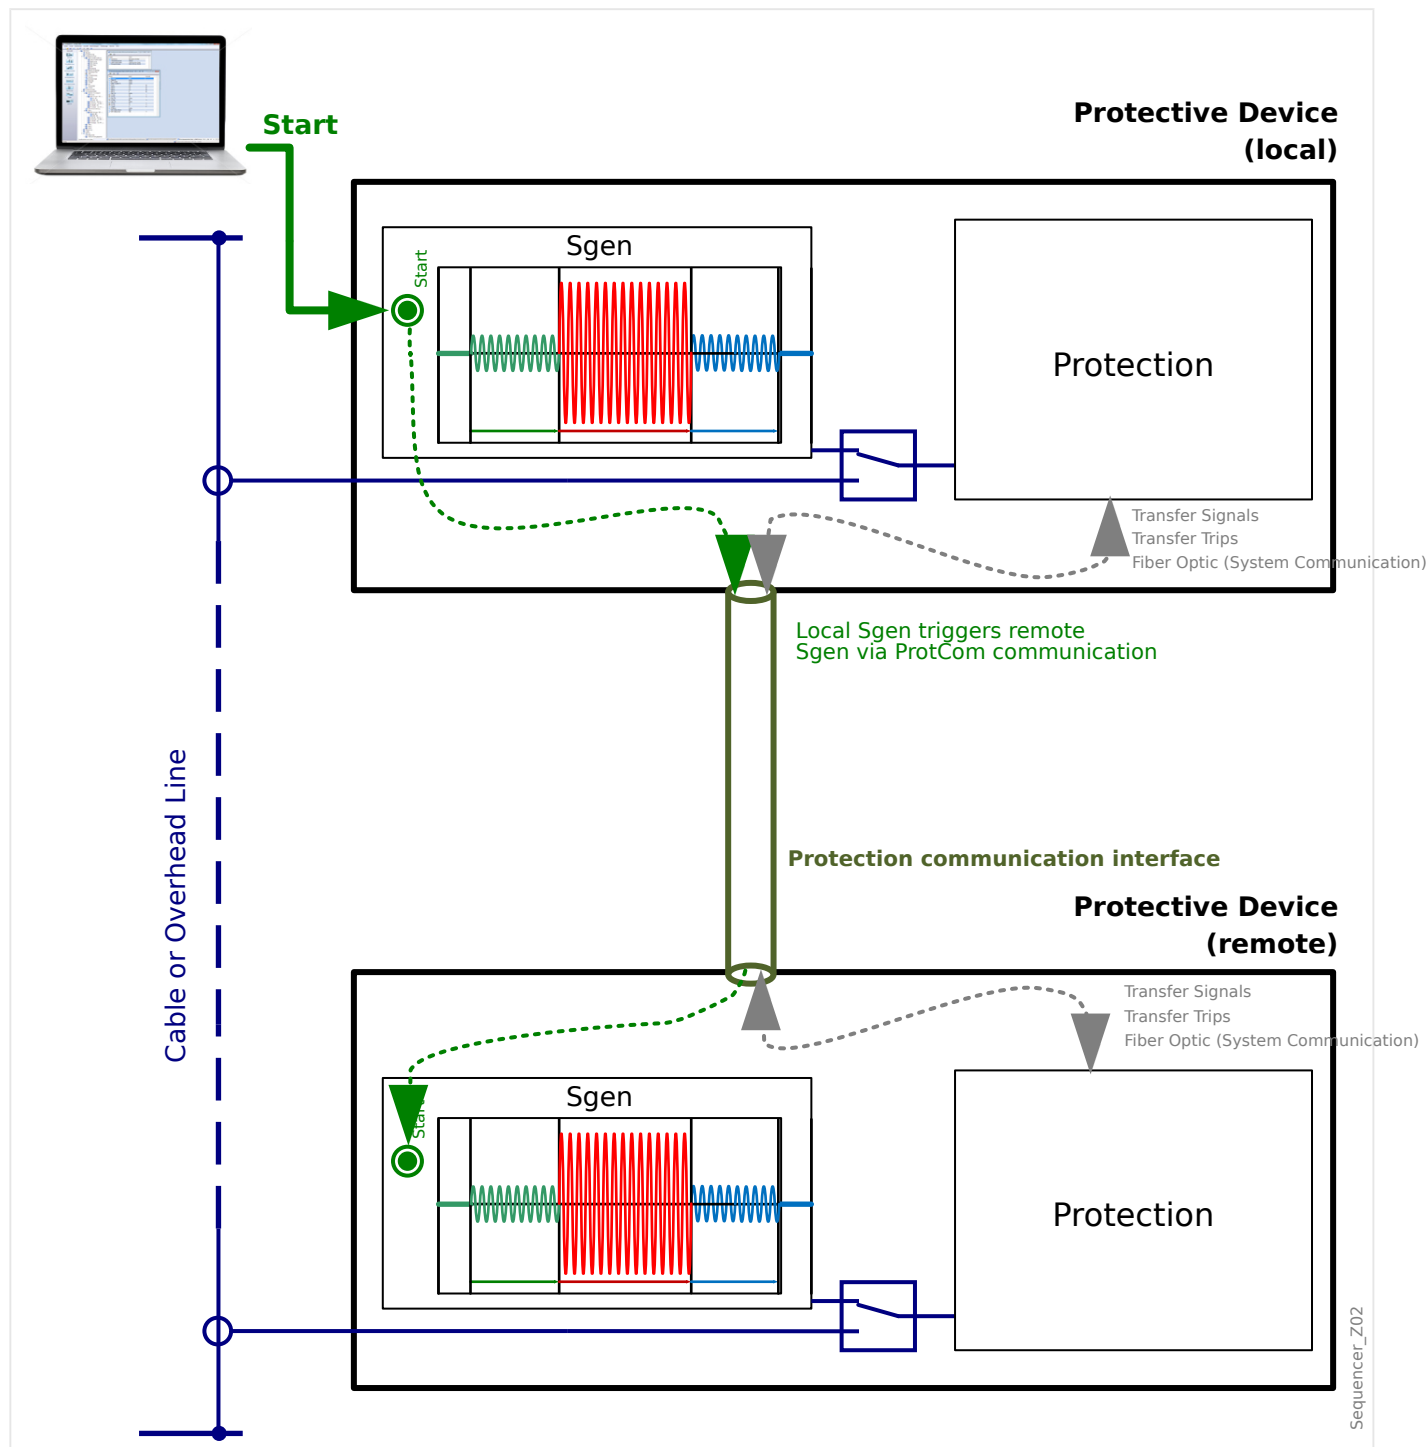 Start
Protective Device
(local)
Sgen
Start
Protection
Transfer Signals
Transfer Trips
Fiber Optic (System Communication)
Local Sgen triggers remote
Sgen via ProtCom communication
Cable or Overhead Line
Protection communication interface
Protective Device
(remote)
Transfer Signals
Transfer Trips
Fiber Optic (System Communication)
Sgen
Start
Protection
Sequencer_Z02